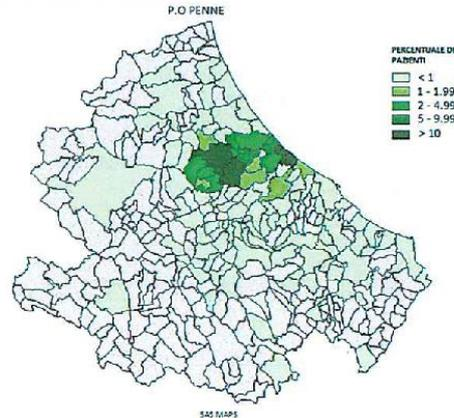 P.O PENNE
PERCENTUALE DI
PAZIENTI
< 1
1 - 1.99
2 - 4.99
5 - 9.99
> 10
SAS MAPS